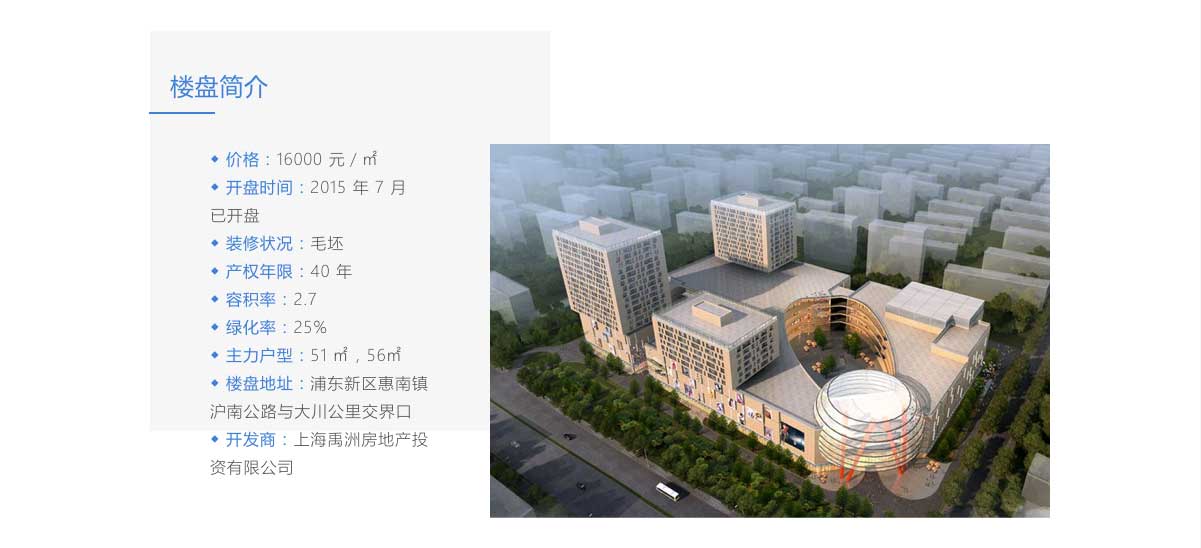 楼盘简介
◆ 价格：16000 元 / ㎡
◆ 开盘时间：2015 年 7 月
已开盘
◆ 装修状况：毛坯
◆ 产权年限：40 年
◆ 容积率：2.7
◆ 绿化率：25%
◆ 主力户型：51 ㎡ , 56㎡
◆ 楼盘地址：浦东新区惠南镇
沪南公路与大川公里交界口
◆ 开发商：上海禹洲房地产投
资有限公司